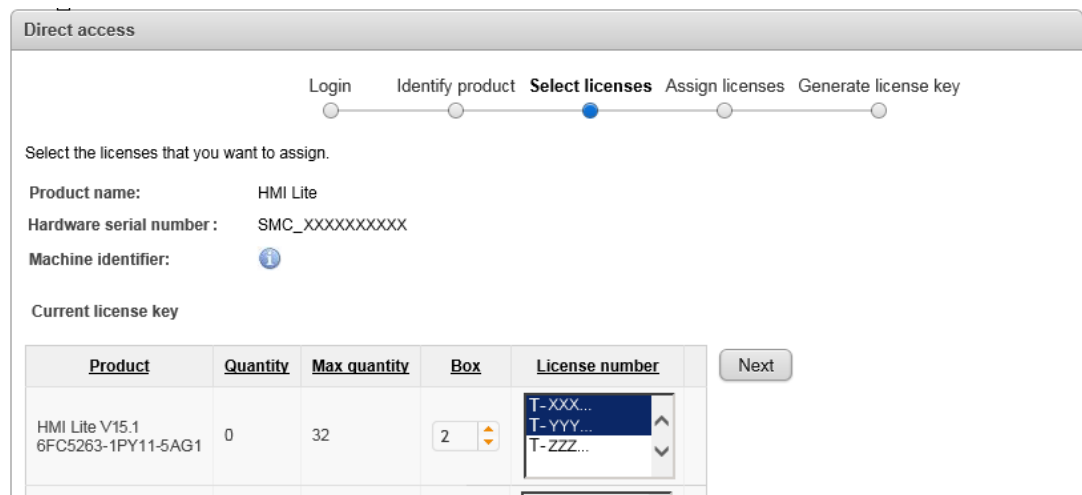 Direct access
Login Identify product Select licenses Assign licenses Generate license key
Select the licenses that you want to assign.
Product name: HMI Lite
Hardware serial number : SMC_XXXXXXXXXX
Machine identifier: i
Current license key
Product Quantity Max quantity Box License number Next
T-XXX...
HMI Lite V15.1 0 32 2 T-YYY...
6FC5263-1PY11-5AG1 T-ZZZ...